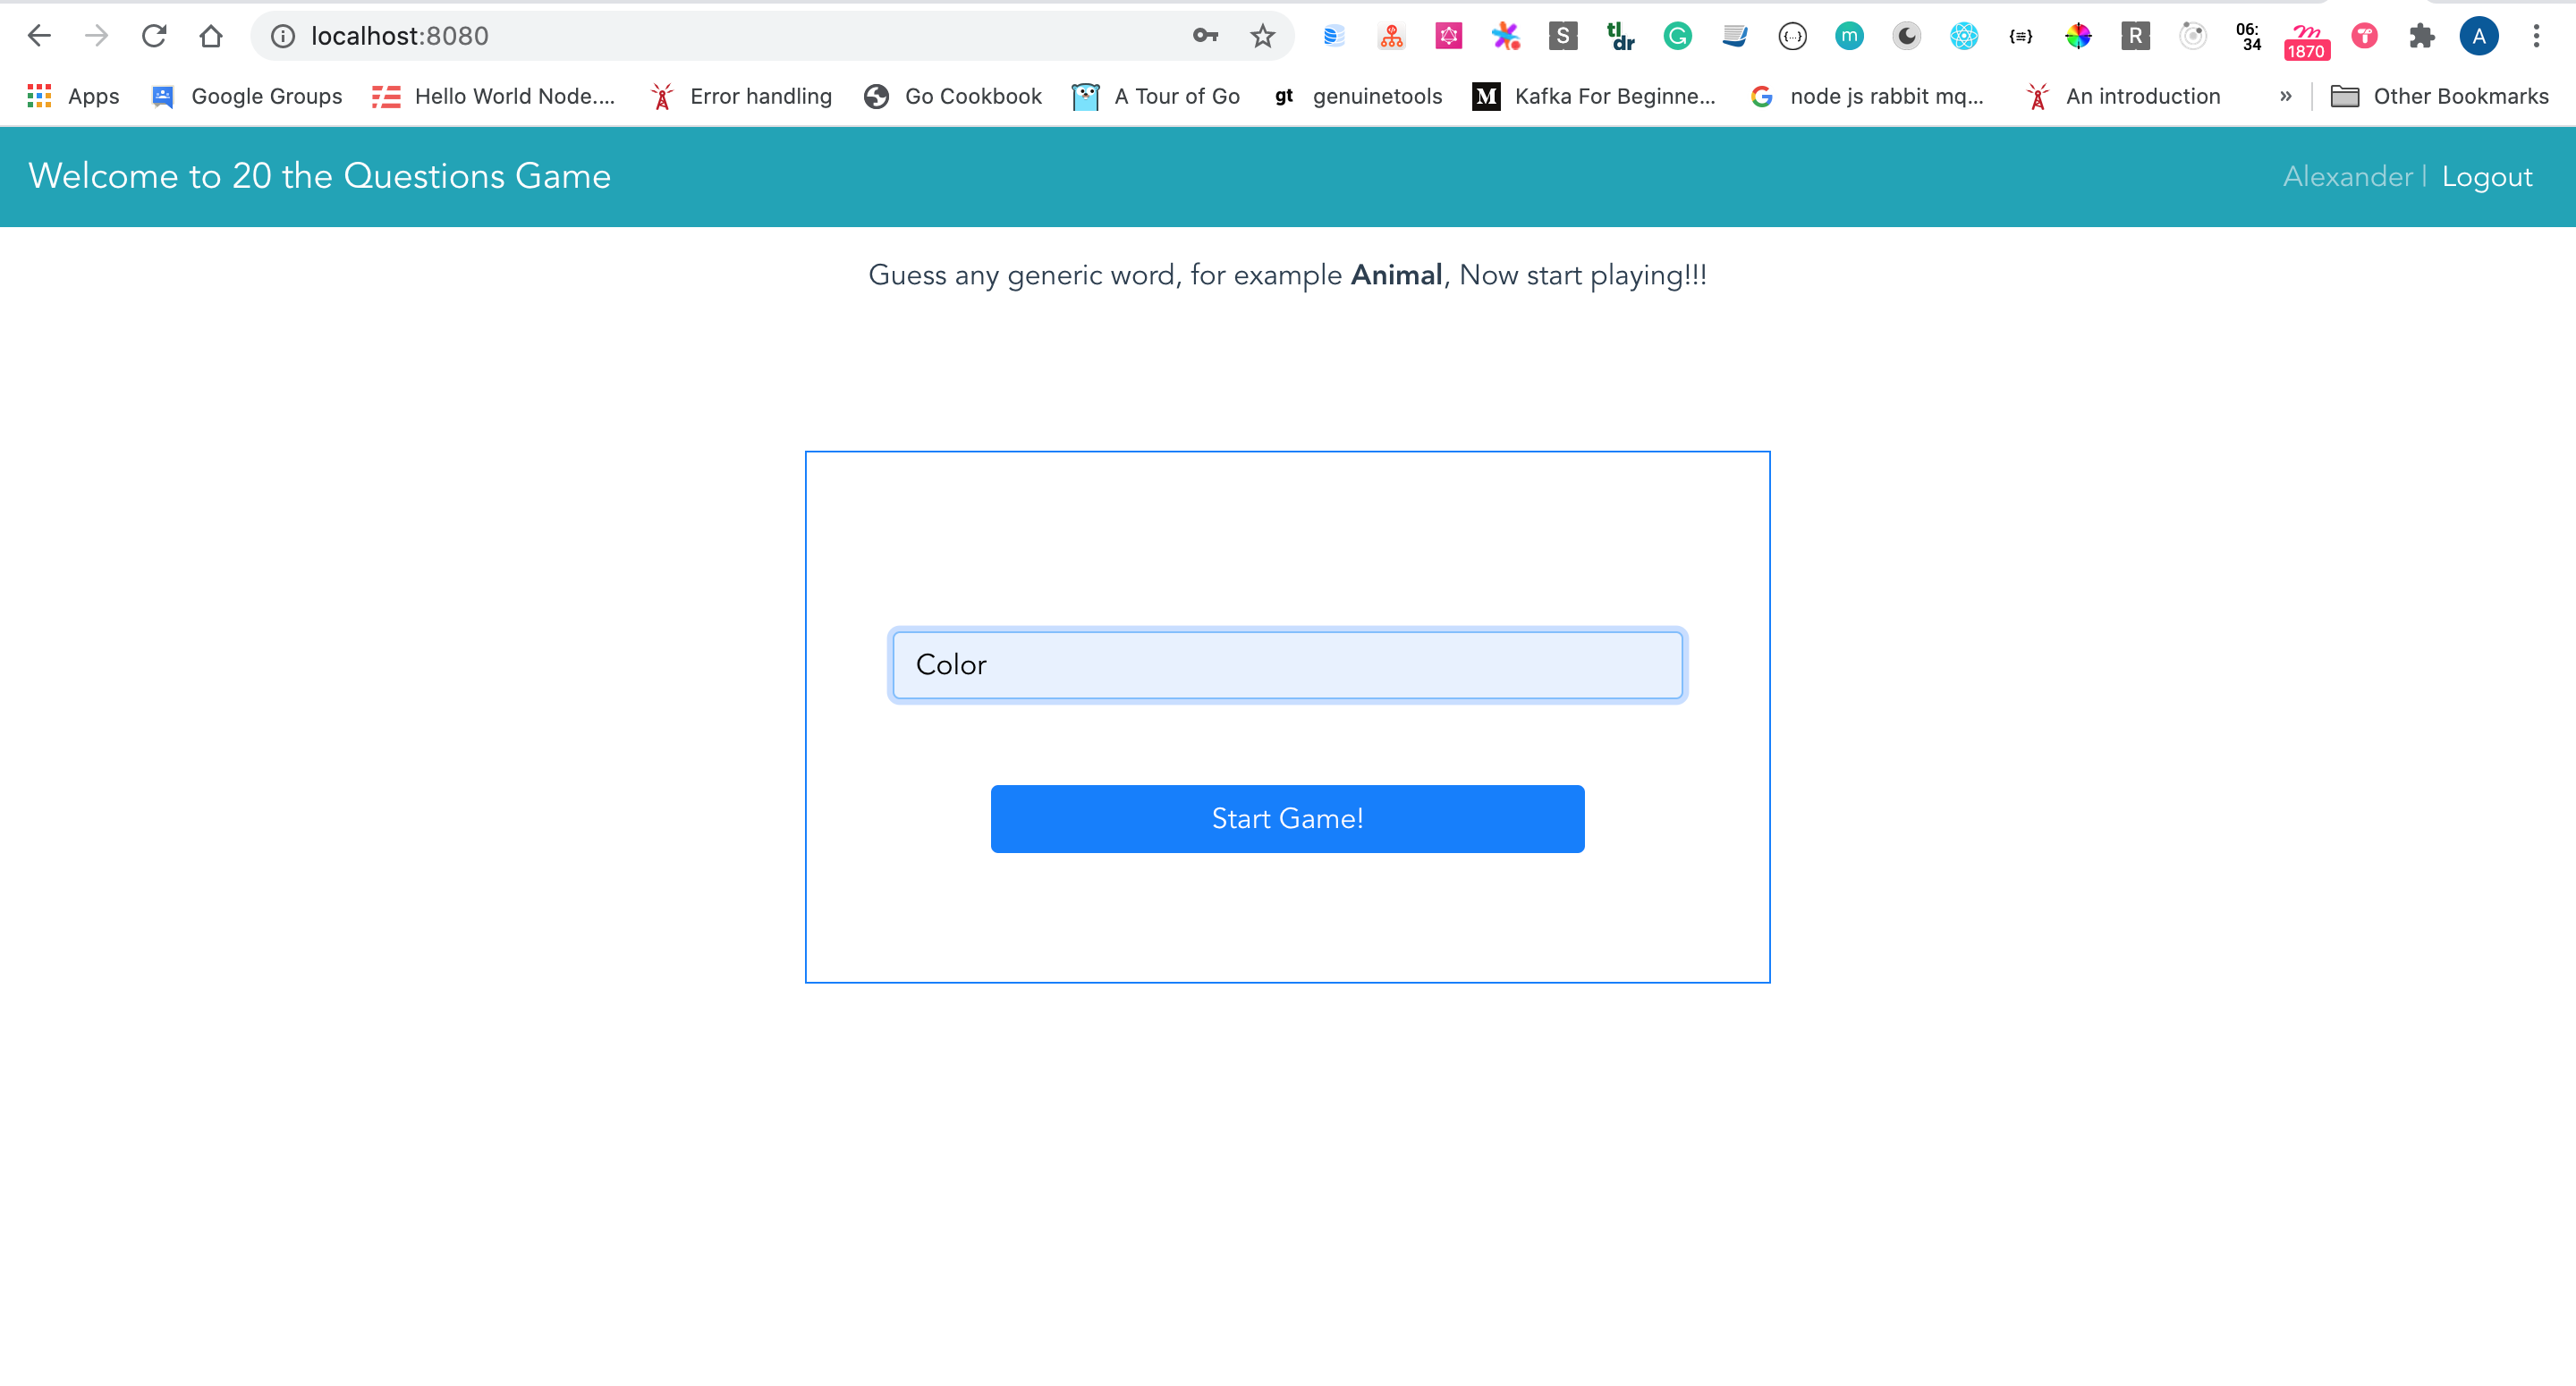 localhost:8080
S
tl;dr
G
{...}
m
{≡}
R
06:
34
m
1870
T
A
Apps
Google Groups
Hello World Node....
Error handling
Go Cookbook
A Tour of Go
gt genuinetools
M Kafka For Beginne...
G node js rabbit mq...
An introduction
»
Other Bookmarks
Welcome to 20 the Questions Game
Alexander | Logout
Guess any generic word, for example Animal, Now start playing!!!
Color
Start Game!